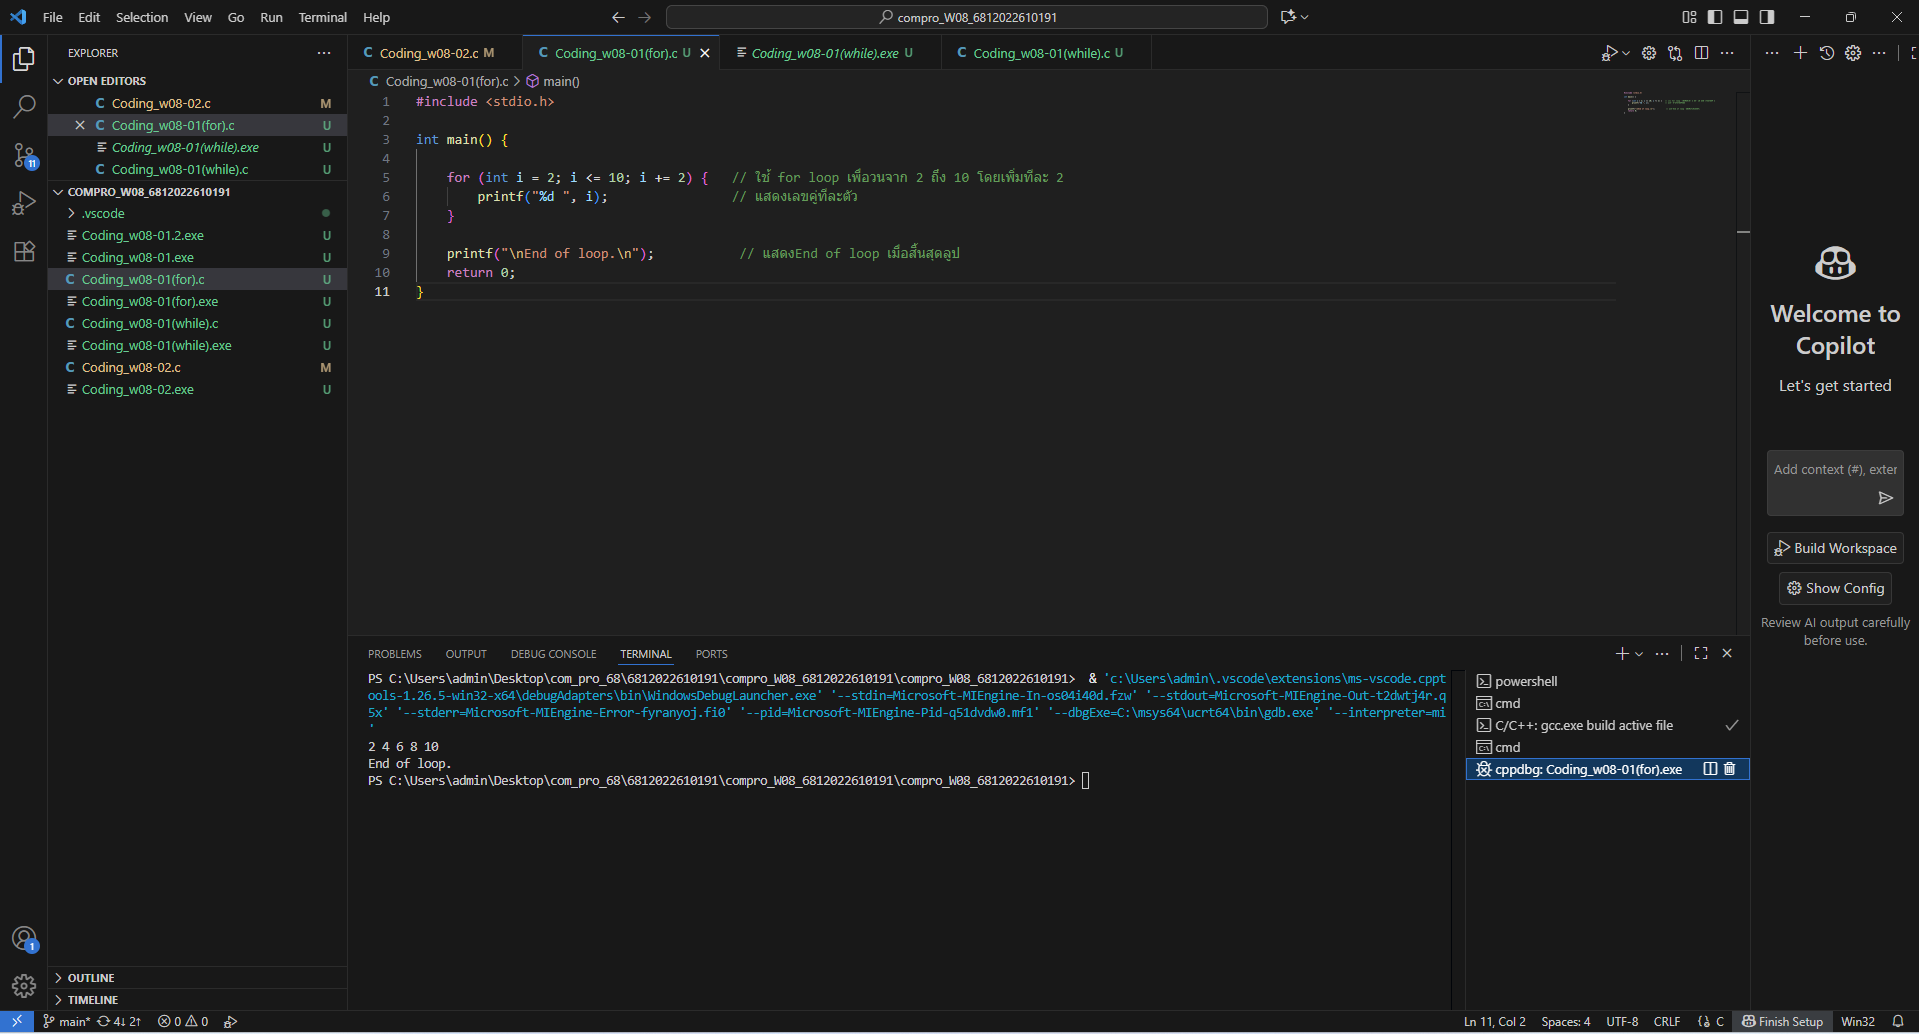 File Edit Selection View Go Run Terminal Help
compro_W08_6812022610191
EXPLORER
OPEN EDITORS
Coding_w08-02.c M
Coding_w08-01(for).c U
Coding_w08-01(while).exe U
Coding_w08-01(while).c U
COMPRO_W08_6812022610191
.vscode
Coding_w08-01.2.exe U
Coding_w08-01.exe U
Coding_w08-01(for).c U
Coding_w08-01(for).exe U
Coding_w08-01(while).c U
Coding_w08-01(while).exe U
Coding_w08-02.c M
Coding_w08-02.exe U
OUTLINE
TIMELINE
11
1
Coding_w08-02.c M Coding_w08-01(for).c U Coding_w08-01(while).exe U Coding_w08-01(while).c U
Coding_w08-01(for).c > main()
1 #include <stdio.h>
2
3 int main() {
4
5 for (int i = 2; i <= 10; i += 2) { // ใช้ for loop เพื่อวนจาก 2 ถึง 10 โดยเพิ่มทีละ 2
6 printf("%d ", i); // แสดงเลขคู่ทีละตัว
7 }
8
9 printf("\nEnd of loop.\n"); // แสดงEnd of loop เมื่อสิ้นสุดลูป
10 return 0;
11 }
PROBLEMS OUTPUT DEBUG CONSOLE TERMINAL PORTS
PS C:\Users\admin\Desktop\com_pro_68\6812022610191\compro_W08_6812022610191\compro_W08_6812022610191> & 'c:\Users\admin\.vscode\extensions\ms-vscode.cppt
ools-1.26.5-win32-x64\debugAdapters\bin\WindowsDebugLauncher.exe' '--stdin=Microsoft-MIEngine-In-os04i40d.fzw' '--stdout=Microsoft-MIEngine-Out-t2dwtj4r.q
5x' '--stderr=Microsoft-MIEngine-Error-fyranyoj.fi0' '--pid=Microsoft-MIEngine-Pid-q51dvdw0.mf1' '--dbgExe=C:\msys64\ucrt64\bin\gdb.exe' '--interpreter=mi
'
2 4 6 8 10
End of loop.
PS C:\Users\admin\Desktop\com_pro_68\6812022610191\compro_W08_6812022610191\compro_W08_6812022610191>
powershell
cmd
C/C++: gcc.exe build active file
cmd
cppdbg: Coding_w08-01(for).exe
Welcome to
Copilot
Let's get started
Add context (#), exter
Build Workspace
Show Config
Review AI output carefully
before use.
main* 4↓ 2↑ 0 0
Ln 11, Col 2 Spaces: 4 UTF-8 CRLF {} C Finish Setup Win32